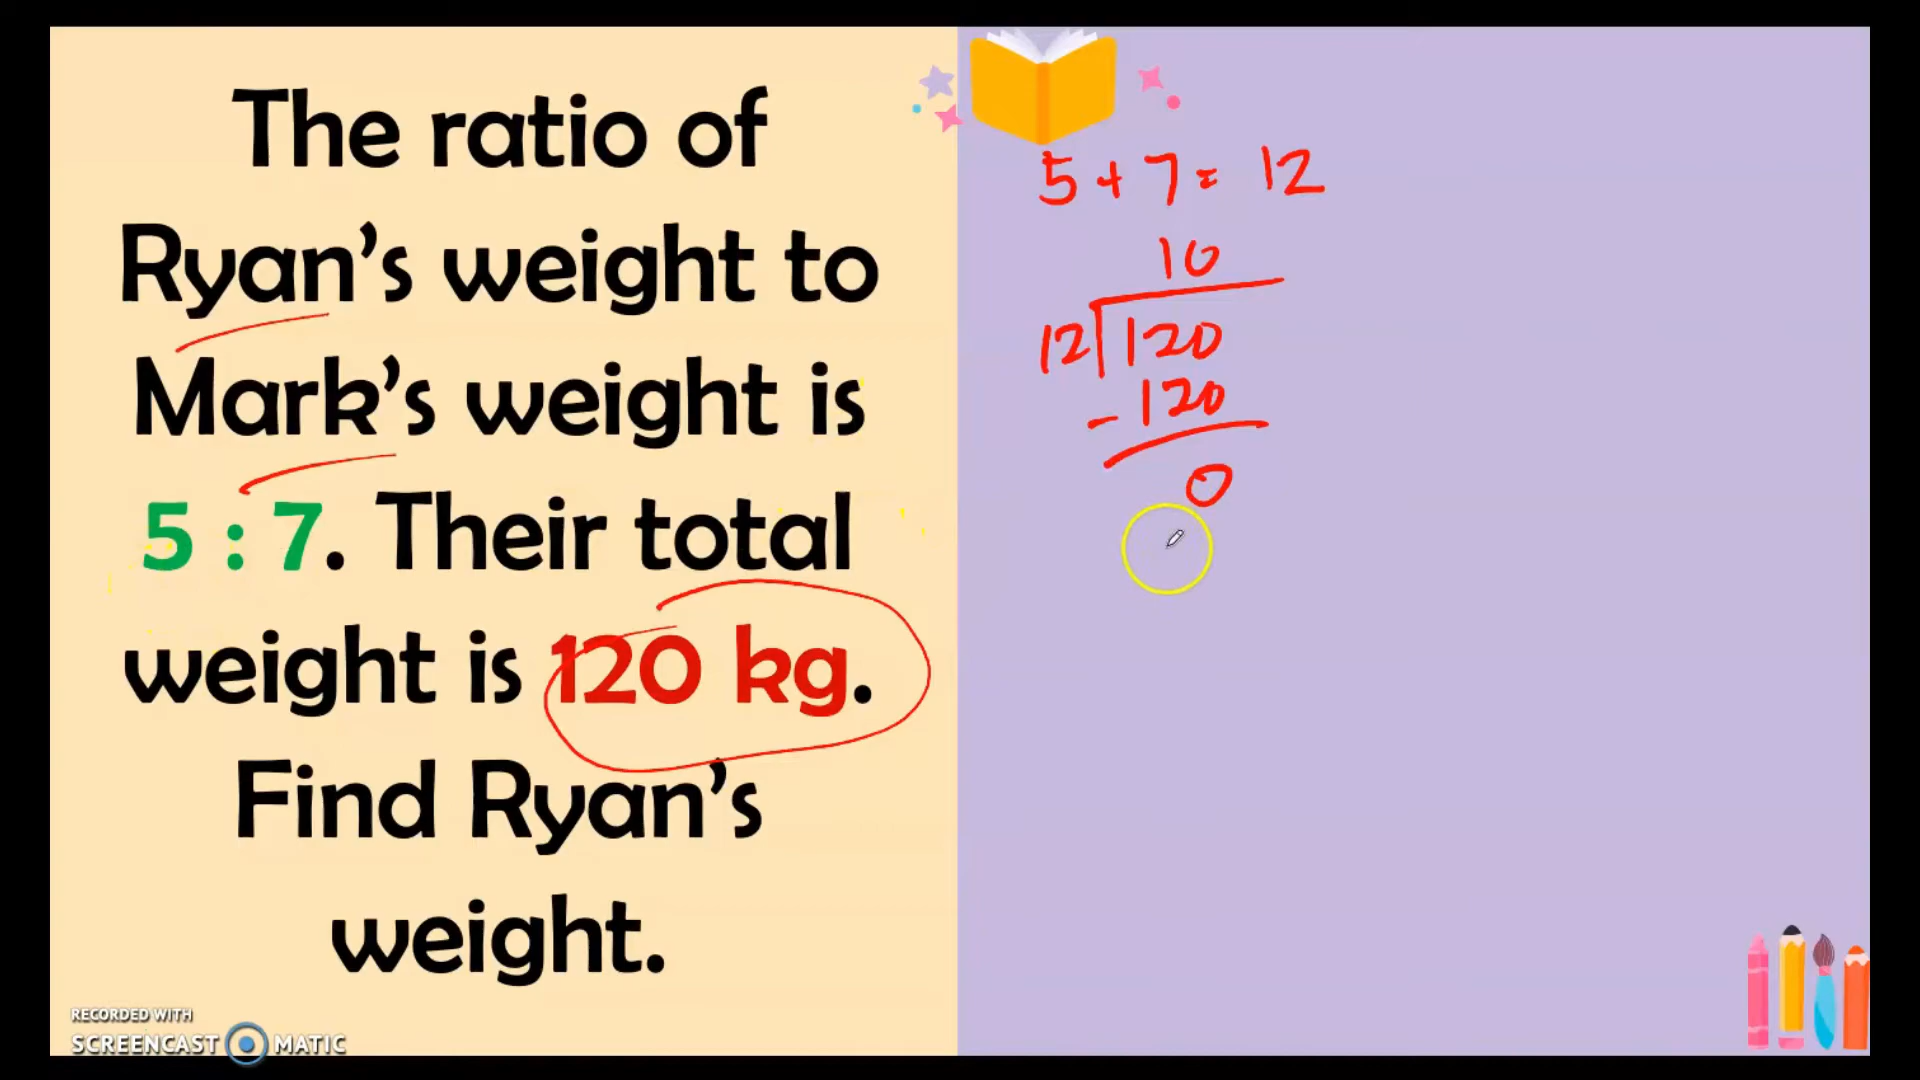 The ratio of
Ryan's weight to
Mark's weight is
5 : 7. Their total
weight is 120 kg.
Find Ryan's
weight.
5 + 7 = 12
10
12 120
- 120
0
RECORDED WITH
SCREENCAST MATIC